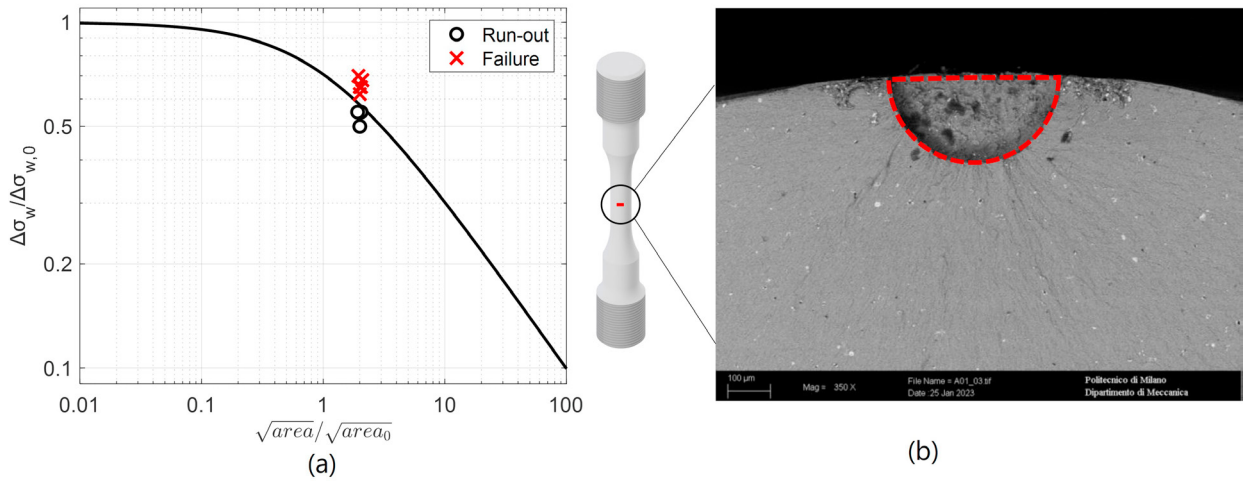 1
0.5
0.2
0.1
Δσw/Δσw,0
Run-out
Failure
0.01
0.1
1
10
100
√area/√area0
(a)
100 µm
Mag = 350 X
File Name = A01_03.tif
Date :25 Jan 2023
Politecnico di Milano
Dipartimento di Meccanica
(b)